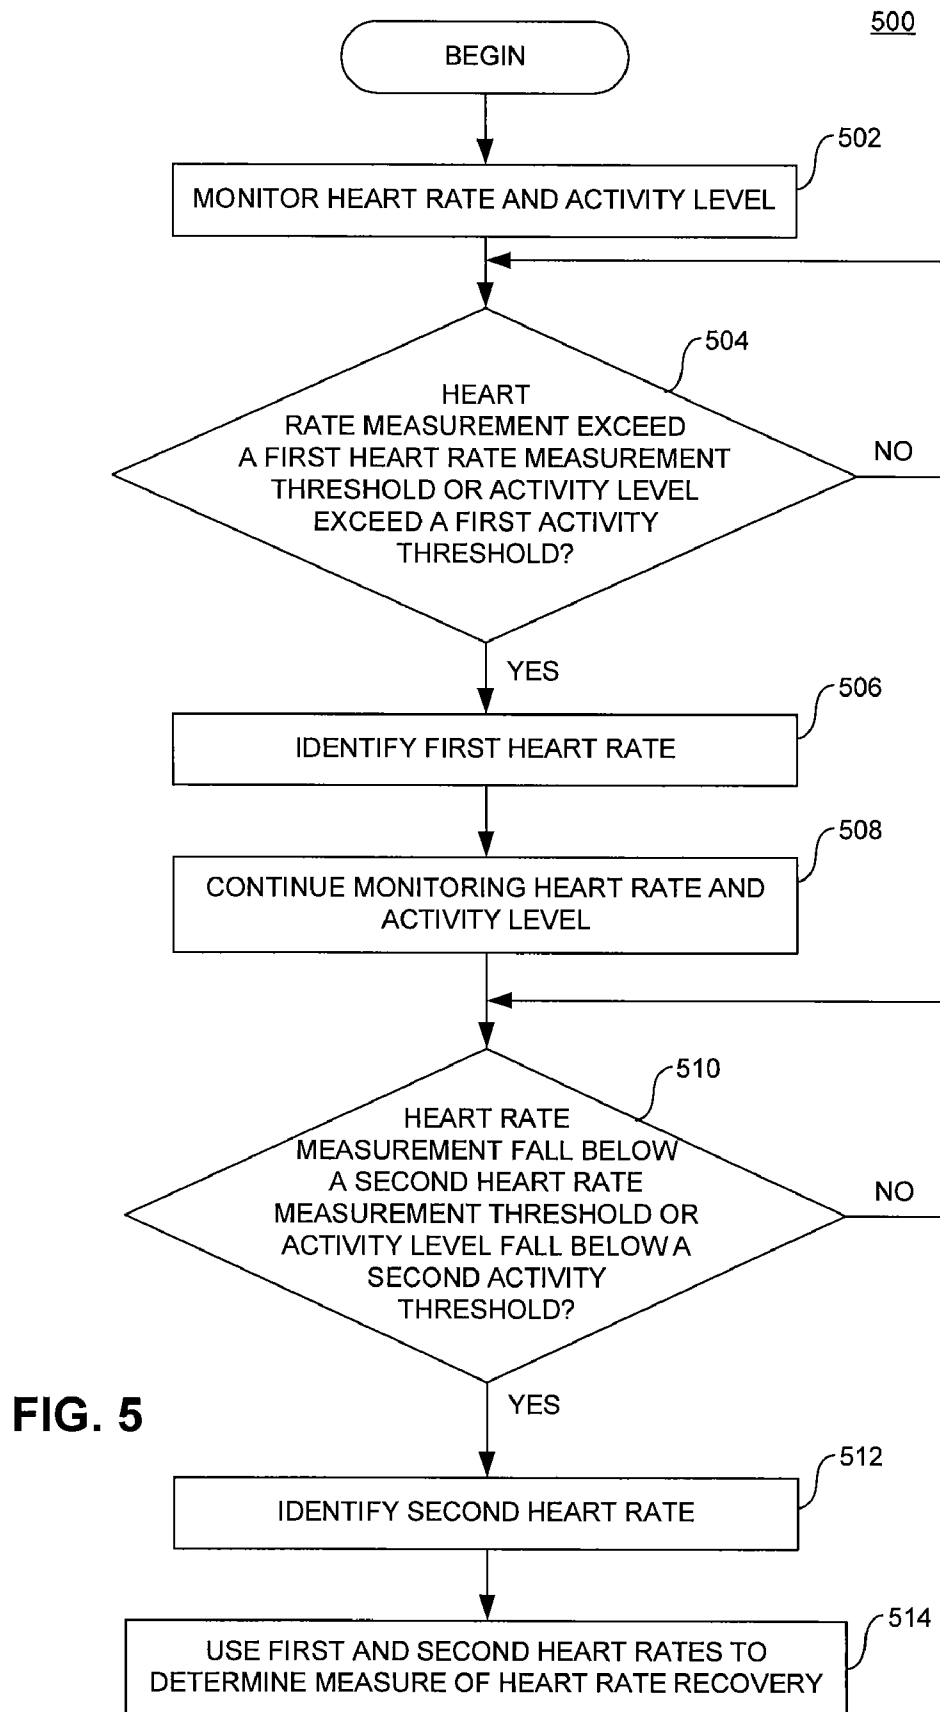 500
BEGIN
502
MONITOR HEART RATE AND ACTIVITY LEVEL
504
HEART
RATE MEASUREMENT EXCEED
A FIRST HEART RATE MEASUREMENT
THRESHOLD OR ACTIVITY LEVEL
EXCEED A FIRST ACTIVITY
THRESHOLD?
NO
YES
506
IDENTIFY FIRST HEART RATE
508
CONTINUE MONITORING HEART RATE AND
ACTIVITY LEVEL
510
HEART RATE
MEASUREMENT FALL BELOW
A SECOND HEART RATE
MEASUREMENT THRESHOLD OR
ACTIVITY LEVEL FALL BELOW A
SECOND ACTIVITY
THRESHOLD?
NO
YES
FIG. 5
512
IDENTIFY SECOND HEART RATE
514
USE FIRST AND SECOND HEART RATES TO
DETERMINE MEASURE OF HEART RATE RECOVERY